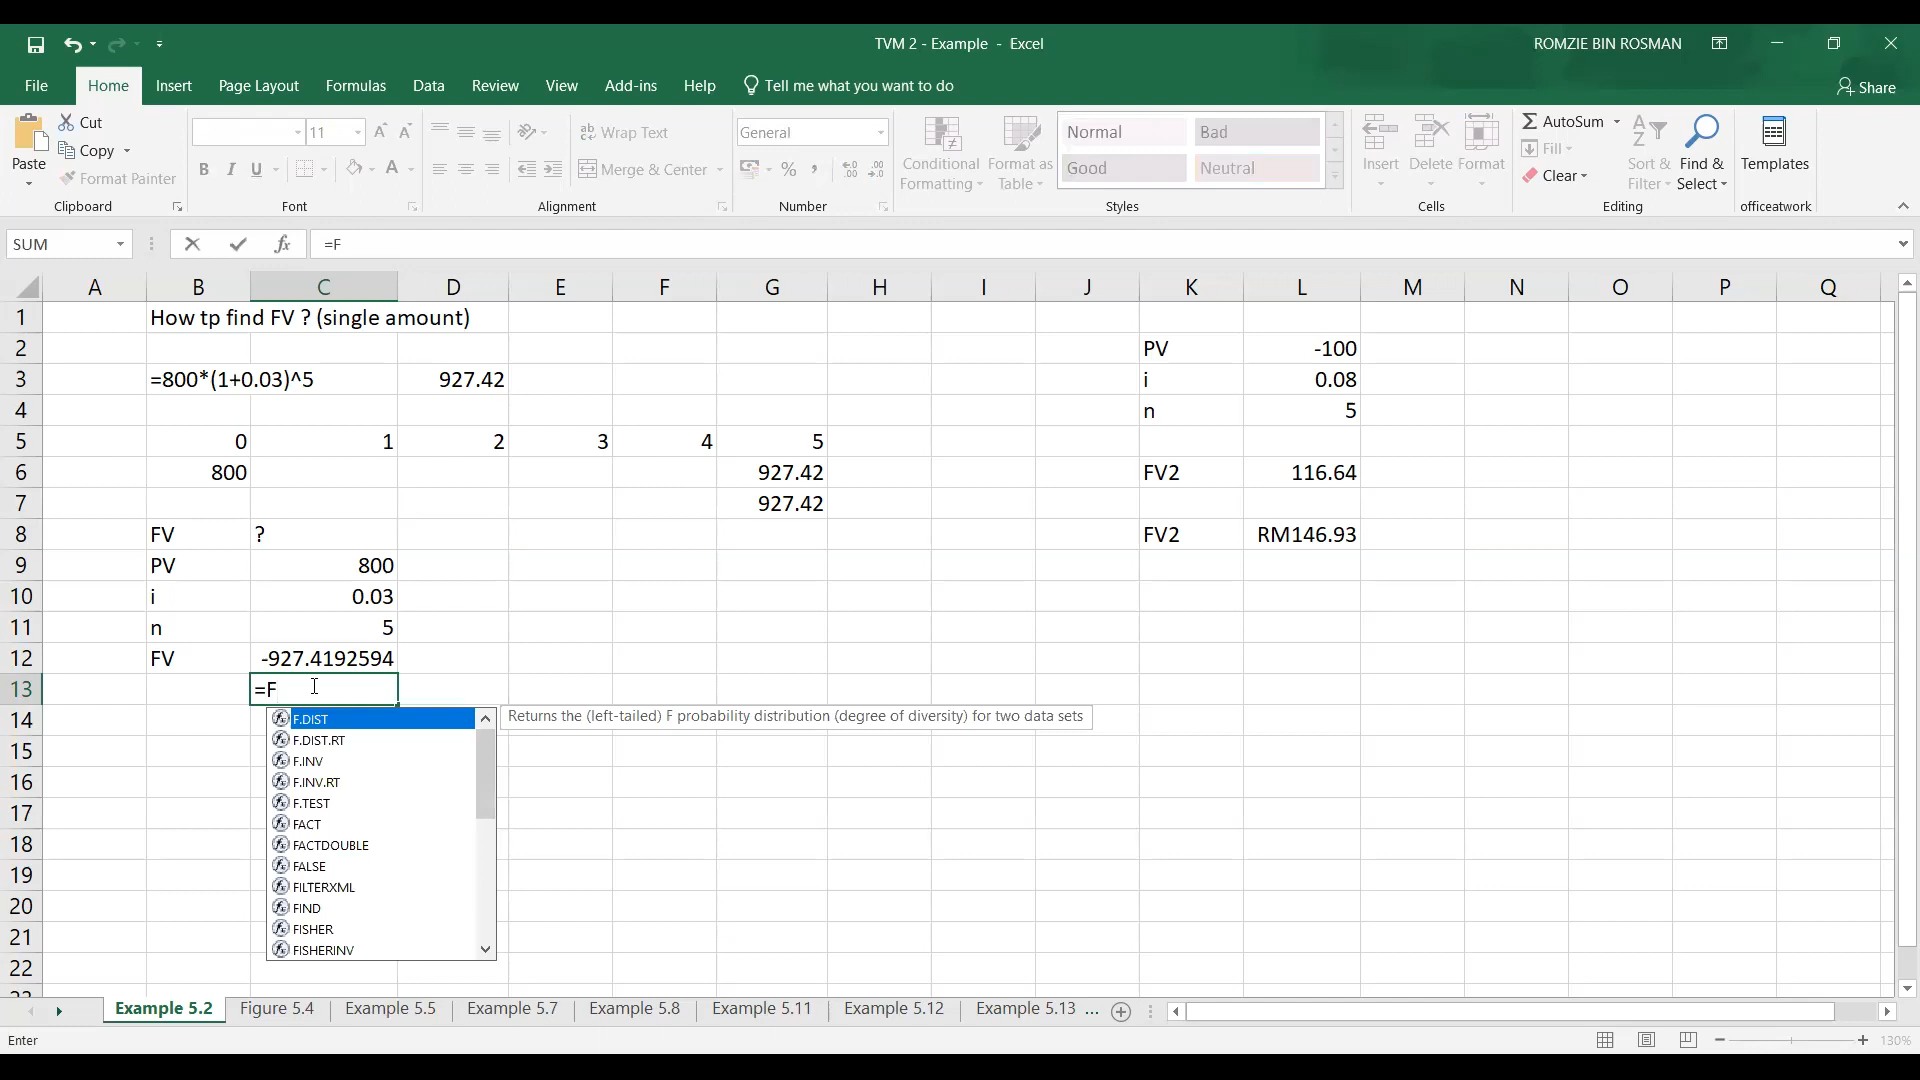 TVM 2 - Example - Excel
ROMZIE BIN ROSMAN
File Home Insert Page Layout Formulas Data Review View Add-ins Help Tell me what you want to do
Share
Paste
Cut
Copy
Format Painter
Clipboard
11
B I U
Font
Wrap Text
Merge & Center
Alignment
General
Number
Conditional Formatting
Format as Table
Normal Bad
Good Neutral
Styles
Insert Delete Format
Cells
AutoSum
Fill
Clear
Sort & Filter
Find & Select
Editing
Templates
officeatwork
SUM
=F
A B C D E F G H I J K L M N O P Q
1 How tp find FV ? (single amount)
2 PV -100
3 =800*(1+0.03)^5 927.42 i 0.08
4 n 5
5 0 1 2 3 4 5
6 800 927.42 FV2 116.64
7 927.42
8 FV ? FV2 RM146.93
9 PV 800
10 i 0.03
11 n 5
12 FV -927.4192594
13 =F
14
15
16
17
18
19
20
21
22
F.DIST
Returns the (left-tailed) F probability distribution (degree of diversity) for two data sets
F.DIST.RT
F.INV
F.INV.RT
F.TEST
FACT
FACTDOUBLE
FALSE
FILTERXML
FIND
FISHER
FISHERINV
Example 5.2 Figure 5.4 Example 5.5 Example 5.7 Example 5.8 Example 5.11 Example 5.12 Example 5.13 ...
Enter
130%